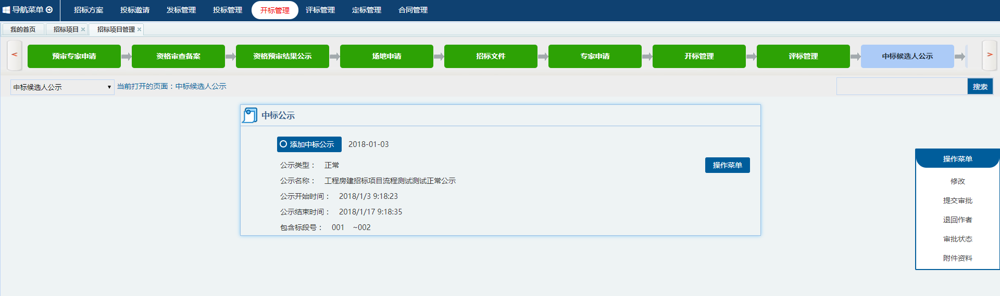 导航菜单 招标方案 投标邀请 发标管理 投标管理 开标管理 评标管理 定标管理 合同管理
我的首页 招标项目 × 招标项目管理 ×
< 预审专家申请 资格审查备案 资格预审结果公示 场地申请 招标文件 专家申请 开标管理 评标管理 中标候选人公示 >
中标候选人公示 ▼ 当前打开的页面：中标候选人公示 搜索
中标公示
添加中标公示 2018-01-03
公示类型： 正常 操作菜单
公示名称： 工程房建招标项目流程测试测试正常公示
公示开始时间： 2018/1/3 9:18:23
公示结束时间： 2018/1/17 9:18:35
包含标段号： 001 ~002
操作菜单
修改
提交审批
退回作者
审批状态
附件资料